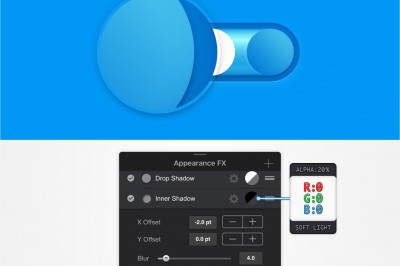 Appearance FX
Drop Shadow
Inner Shadow
X Offset
-2.0 pt
Y Offset
0.0 pt
Blur
4.0
ALPHA:20%
R:0
G:0
B:0
SOFT LIGHT